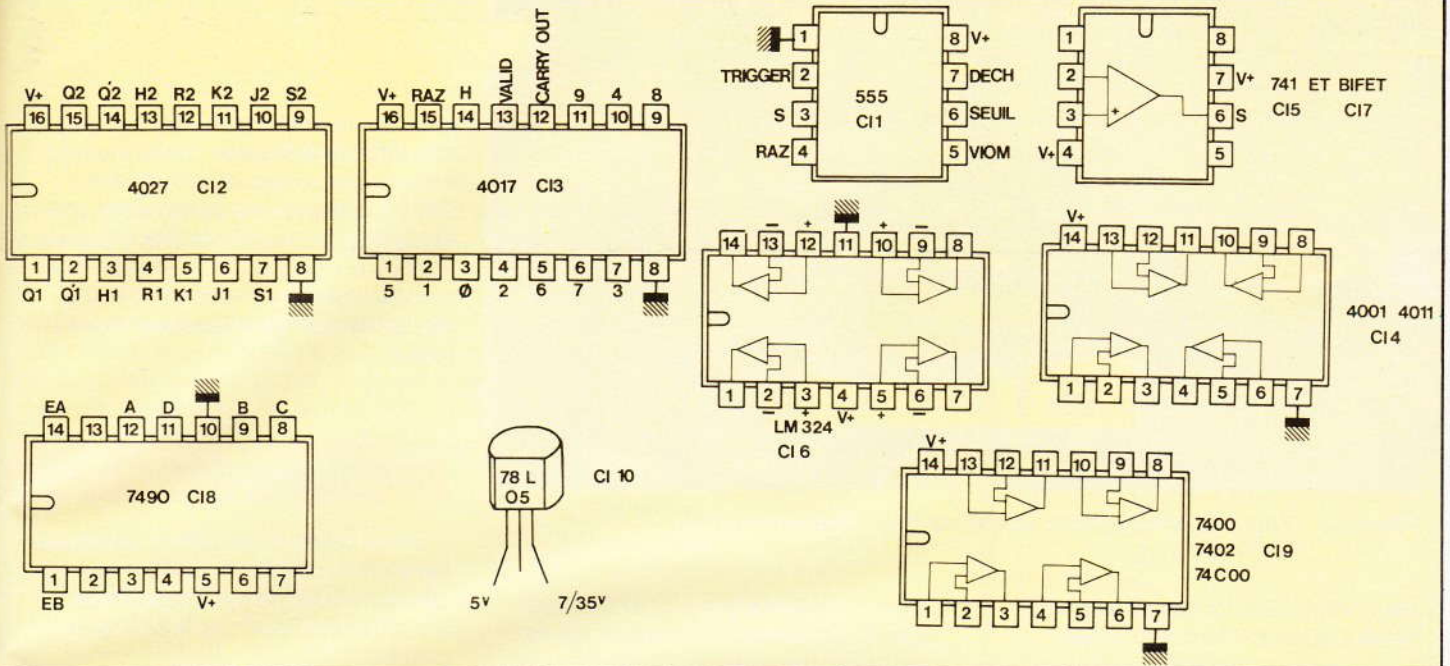 V+ Q2 Q́2 H2 R2 K2 J2 S2
16 15 14 13 12 11 10 9
4027 CI2
1 2 3 4 5 6 7 8
Q1 Q́1 H1 R1 K1 J1 S1
V+ RAZ H VALID CARRY OUT 9 4 8
16 15 14 13 12 11 10 9
4017 CI3
1 2 3 4 5 6 7 8
5 1 Ø 2 6 7 3
1 8 V+
TRIGGER 2 7 DECH
555
CI1
S 3 6 SEUIL
RAZ 4 5 VIOM
1 8
2 7 V+
3 + 6 S
V+ 4 5
741 ET BIFET
CI5 CI7
– + + –
14 13 12 11 10 9 8
1 2 3 4 5 6 7
– + V+ + –
LM 324
CI 6
V+
14 13 12 11 10 9 8
1 2 3 4 5 6 7
4001 4011
CI4
EA A D B C
14 13 12 11 10 9 8
7490 CI8
1 2 3 4 5 6 7
EB V+
78 L
05
CI 10
5v 7/35v
V+
14 13 12 11 10 9 8
1 2 3 4 5 6 7
7400
7402 CI9
74C00